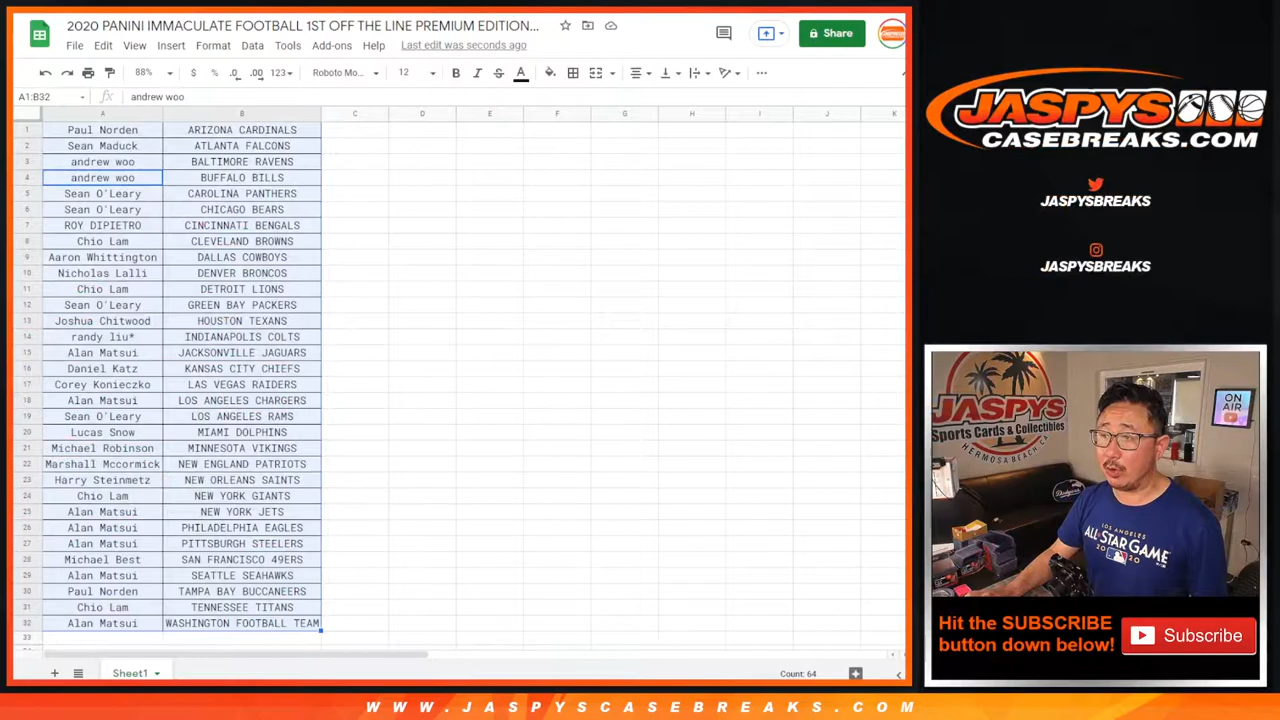 2020 PANINI IMMACULATE FOOTBALL 1ST OFF THE LINE PREMIUM EDITION...
Share
File Edit View Insert Format Data Tools Add-ons Help Last edit was seconds ago
88% $ % .0 .00 123 Roboto Mo... 12 B I S A
A1:B32 fx andrew woo
A B C D E F G H I J K
1 Paul Norden ARIZONA CARDINALS
2 Sean Maduck ATLANTA FALCONS
3 andrew woo BALTIMORE RAVENS
4 andrew woo BUFFALO BILLS
5 Sean O'Leary CAROLINA PANTHERS
6 Sean O'Leary CHICAGO BEARS
7 ROY DIPIETRO CINCINNATI BENGALS
8 Chio Lam CLEVELAND BROWNS
9 Aaron Whittington DALLAS COWBOYS
10 Nicholas Lalli DENVER BRONCOS
11 Chio Lam DETROIT LIONS
12 Sean O'Leary GREEN BAY PACKERS
13 Joshua Chitwood HOUSTON TEXANS
14 randy liu* INDIANAPOLIS COLTS
15 Alan Matsui JACKSONVILLE JAGUARS
16 Daniel Katz KANSAS CITY CHIEFS
17 Corey Konieczko LAS VEGAS RAIDERS
18 Alan Matsui LOS ANGELES CHARGERS
19 Sean O'Leary LOS ANGELES RAMS
20 Lucas Snow MIAMI DOLPHINS
21 Michael Robinson MINNESOTA VIKINGS
22 Marshall Mccormick NEW ENGLAND PATRIOTS
23 Harry Steinmetz NEW ORLEANS SAINTS
24 Chio Lam NEW YORK GIANTS
25 Alan Matsui NEW YORK JETS
26 Alan Matsui PHILADELPHIA EAGLES
27 Alan Matsui PITTSBURGH STEELERS
28 Michael Best SAN FRANCISCO 49ERS
29 Alan Matsui SEATTLE SEAHAWKS
30 Paul Norden TAMPA BAY BUCCANEERS
31 Chio Lam TENNESSEE TITANS
32 Alan Matsui WASHINGTON FOOTBALL TEAM
33
Sheet1
Count: 64
JASPYS
CASEBREAKS.COM
JASPYSBREAKS
JASPYSBREAKS
JASPYS
Sports Cards & Collectibles
HERMOSA BEACH, CA
ON
AIR
Dodgers
LOS ANGELES
ALL STAR GAME
2020
Hit the SUBSCRIBE
button down below!
Subscribe
WWW.JASPYSCASEBREAKS.COM